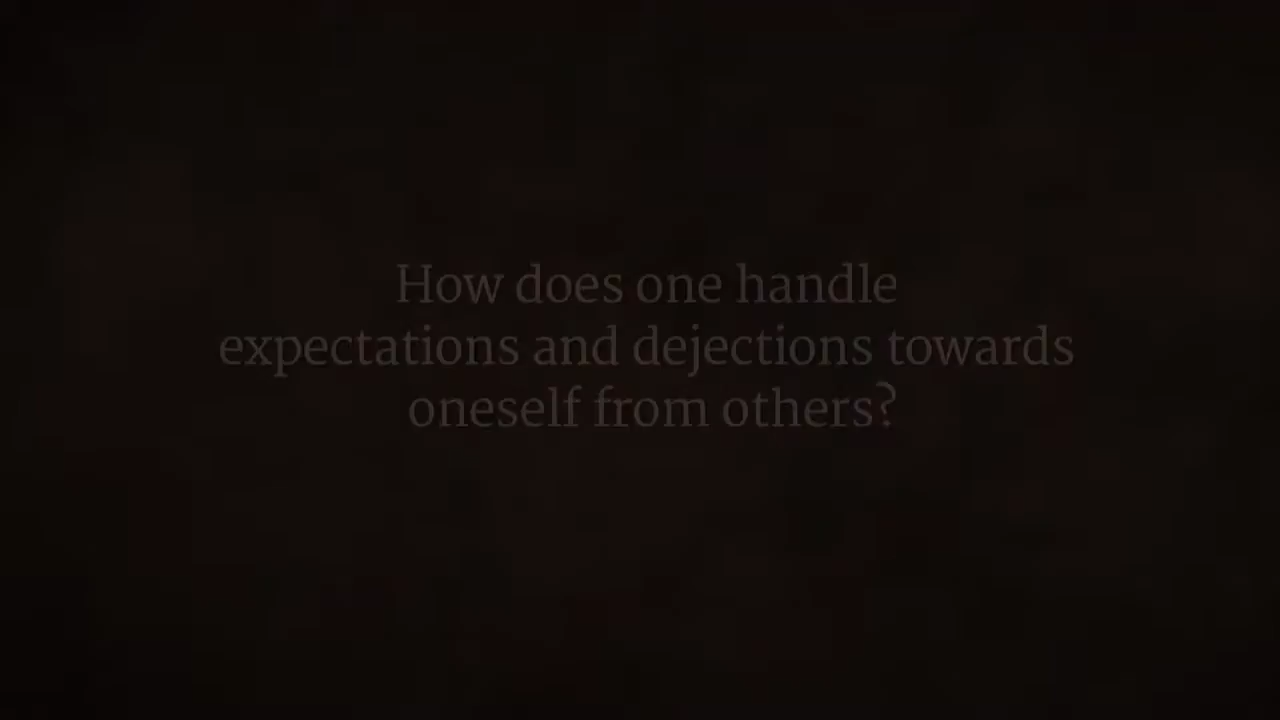 How does one handle
expectations and dejections towards
oneself from others?